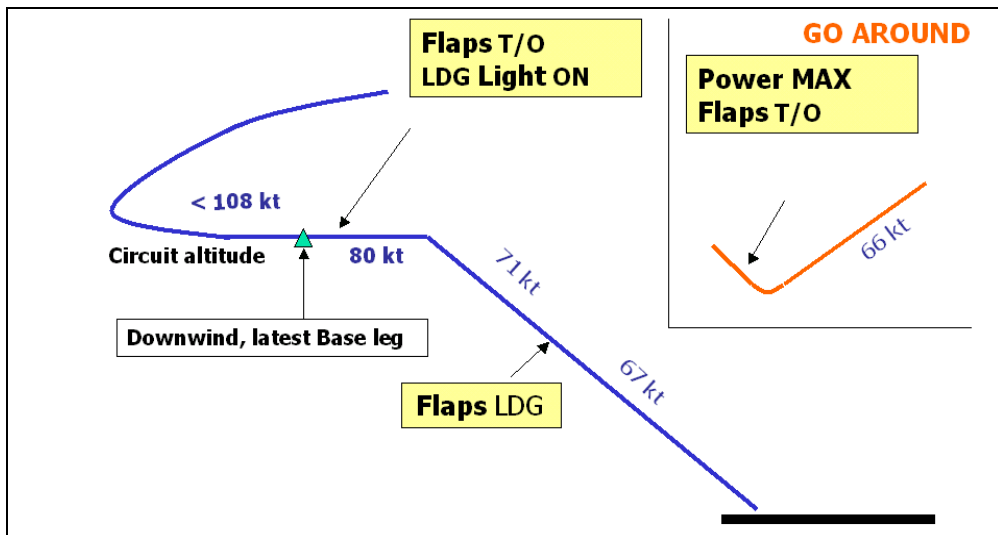 Flaps T/O
LDG Light ON
GO AROUND
Power MAX
Flaps T/O
< 108 kt
Circuit altitude
80 kt
71 kt
66 kt
Downwind, latest Base leg
67 kt
Flaps LDG